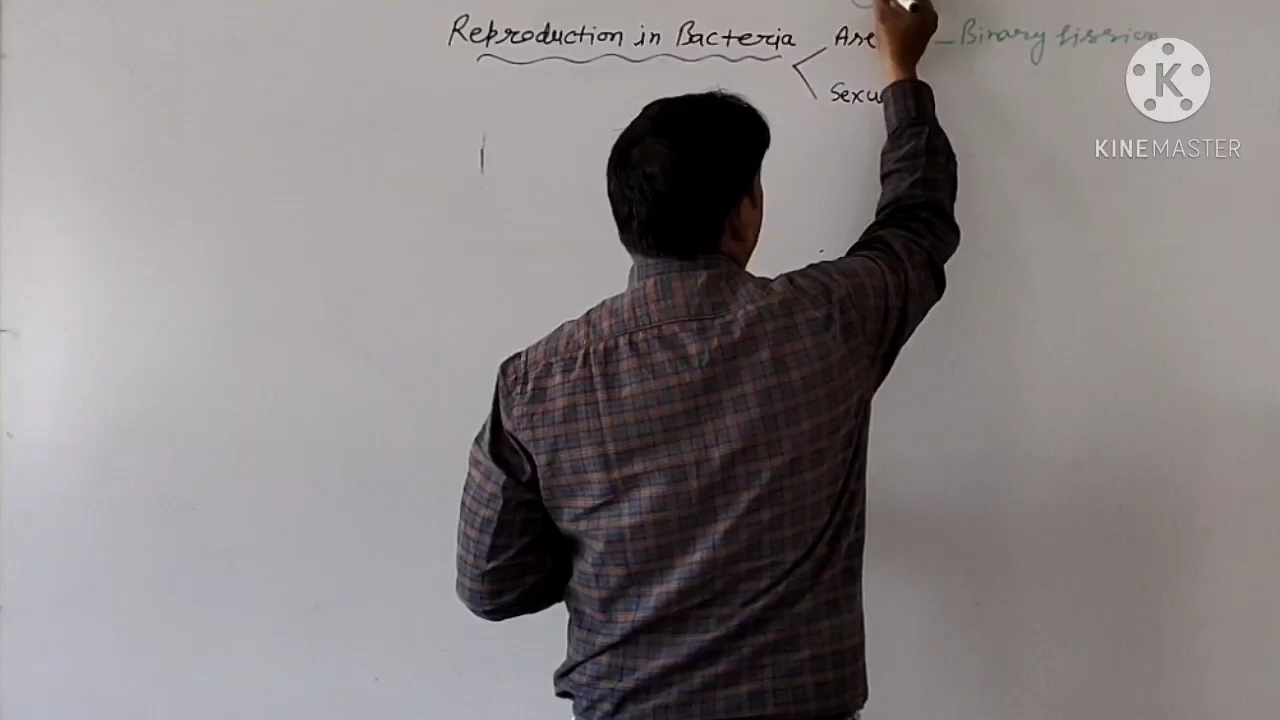 Reproduction in Bacteria
Ase
– Binary fission
Sexu
K
KINEMASTER